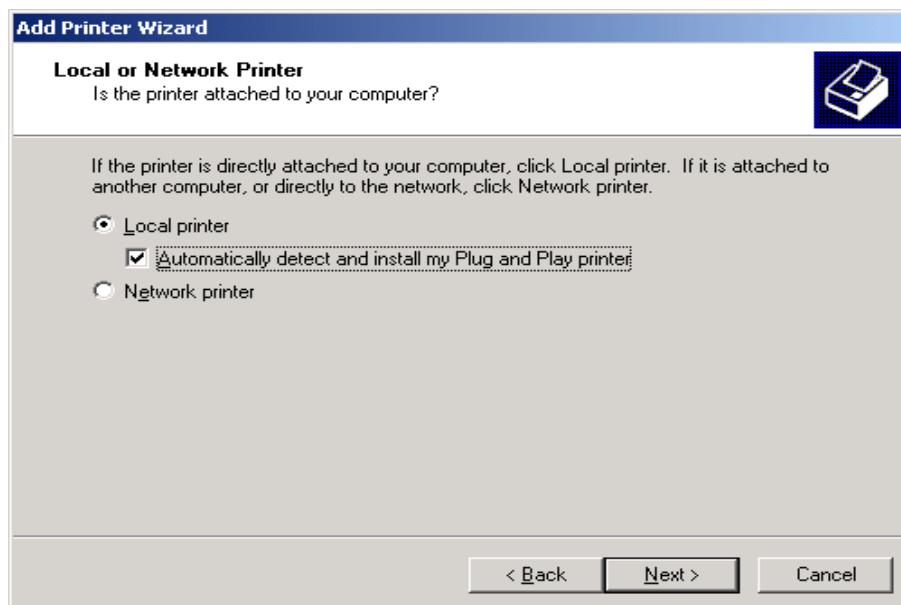 Add Printer Wizard
Local or Network Printer
Is the printer attached to your computer?
If the printer is directly attached to your computer, click Local printer. If it is attached to
another computer, or directly to the network, click Network printer.
Local printer
Automatically detect and install my Plug and Play printer
Network printer
< Back Next > Cancel